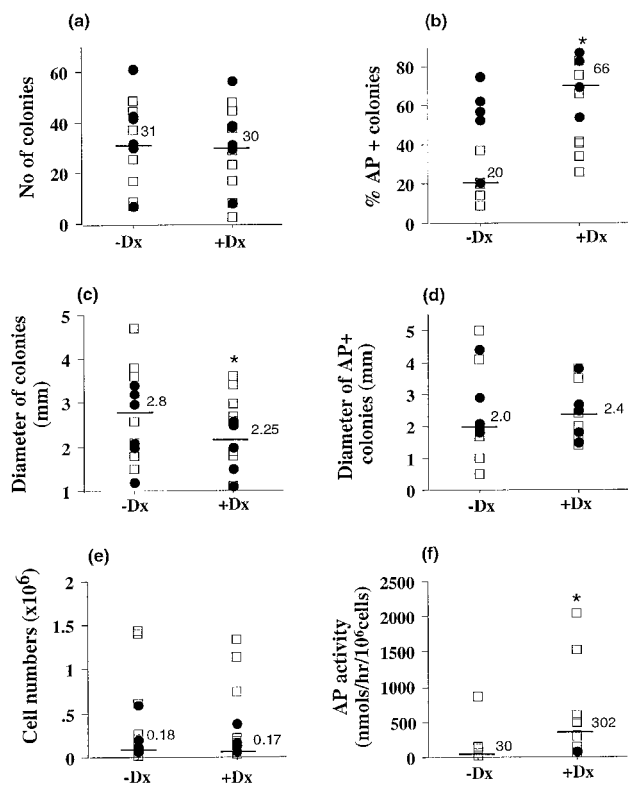 (a)
No of colonies
60
40
20
0
31
30
-Dx
+Dx
(b)
% AP + colonies
80
60
40
20
0
*
66
20
-Dx
+Dx
(c)
Diameter of colonies
(mm)
5
4
3
2
1
*
2.8
2.25
-Dx
+Dx
(d)
Diameter of AP+
colonies (mm)
5
4
3
2
1
0
2.0
2.4
-Dx
+Dx
(e)
Cell numbers (x10⁶)
2
1.5
1
.5
0
0.18
0.17
-Dx
+Dx
(f)
AP activity
(nmols/hr/10⁶cells)
2500
2000
1500
1000
500
0
*
30
302
-Dx
+Dx